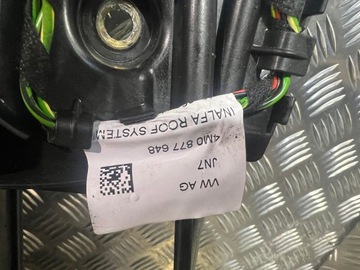 INALFA ROOF SYSTEM
4M0 877 648
JN7
VW AG